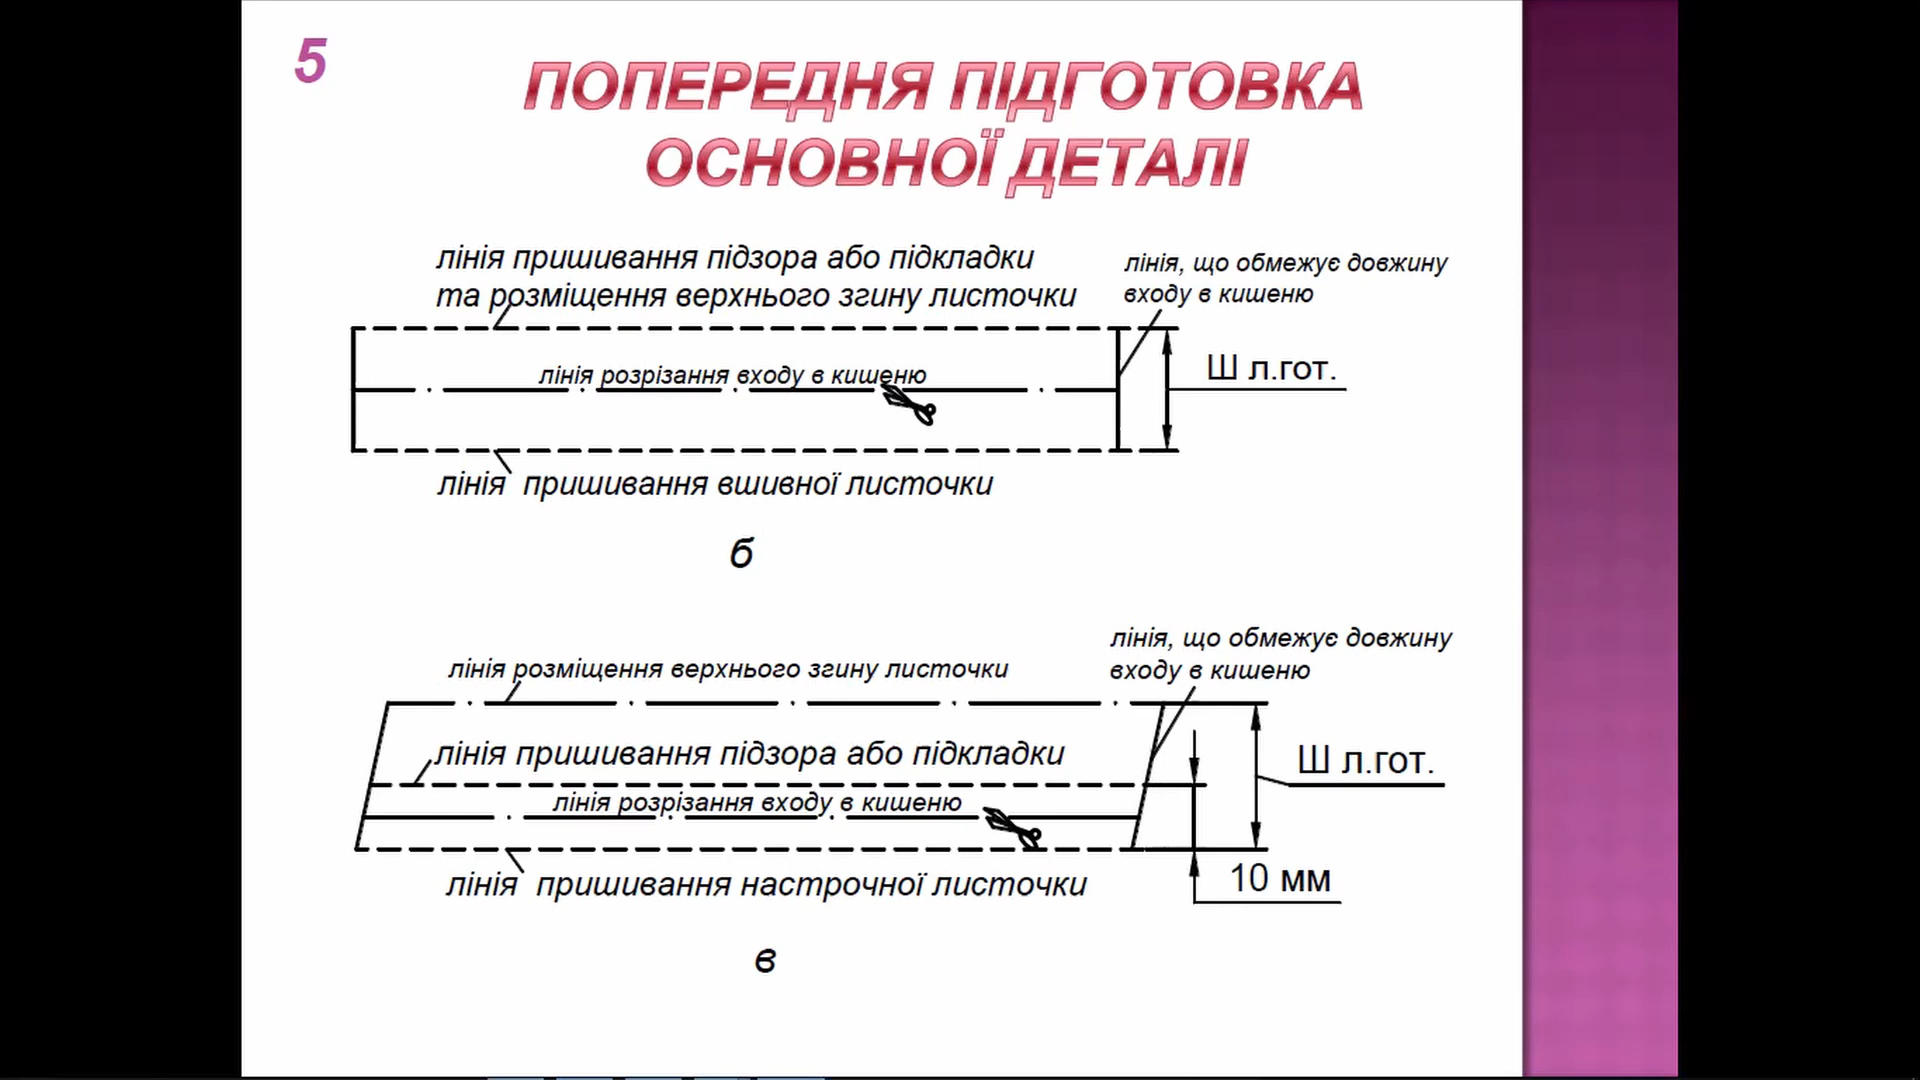 5
ПОПЕРЕДНЯ ПІДГОТОВКА
ОСНОВНОЇ ДЕТАЛІ
лінія пришивання підзора або підкладки
та розміщення верхнього згину листочки
лінія, що обмежує довжину
входу в кишеню
лінія розрізання входу в кишеню
Ш л.гот.
лінія пришивання вшивної листочки
б
лінія, що обмежує довжину
входу в кишеню
лінія розміщення верхнього згину листочки
лінія пришивання підзора або підкладки
Ш л.гот.
лінія розрізання входу в кишеню
лінія пришивання настрочної листочки
10 мм
в